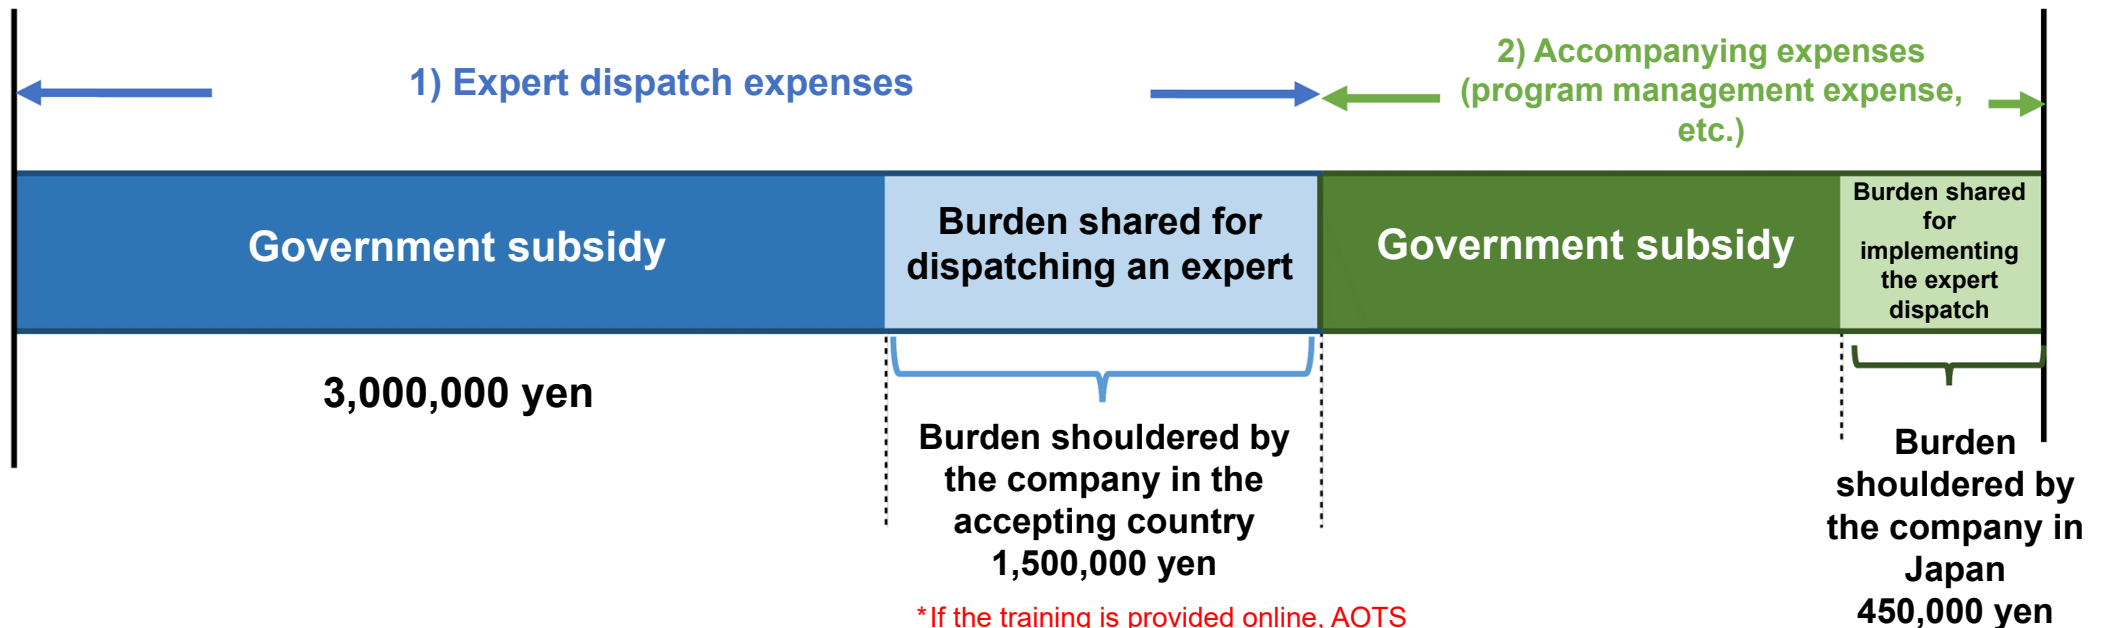 1) Expert dispatch expenses
2) Accompanying expenses
(program management expense,
etc.)
Government subsidy
Burden shared for
dispatching an expert
Government subsidy
Burden shared
for
implementing
the expert
dispatch
3,000,000 yen
Burden shouldered by
the company in the
accepting country
1,500,000 yen
*If the training is provided online, AOTS
Burden
shouldered by
the company in
Japan
450,000 yen